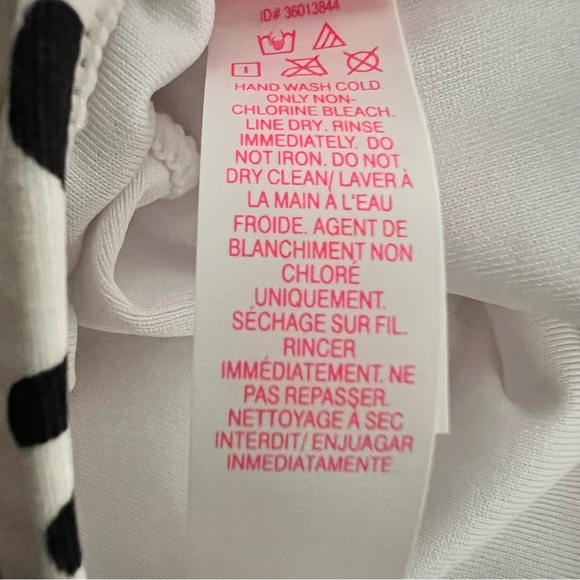 ID# 36013844
HAND WASH COLD.
ONLY NON-
CHLORINE BLEACH.
LINE DRY. RINSE
IMMEDIATELY. DO
NOT IRON. DO NOT
DRY CLEAN/ LAVER À
LA MAIN À L'EAU
FROIDE. AGENT DE
BLANCHIMENT NON
CHLORÉ
UNIQUEMENT.
SÉCHAGE SUR FIL.
RINCER
IMMÉDIATEMENT. NE
PAS REPASSER.
NETTOYAGE À SEC
INTERDIT/ ENJUAGAR
INMEDIATAMENTE.